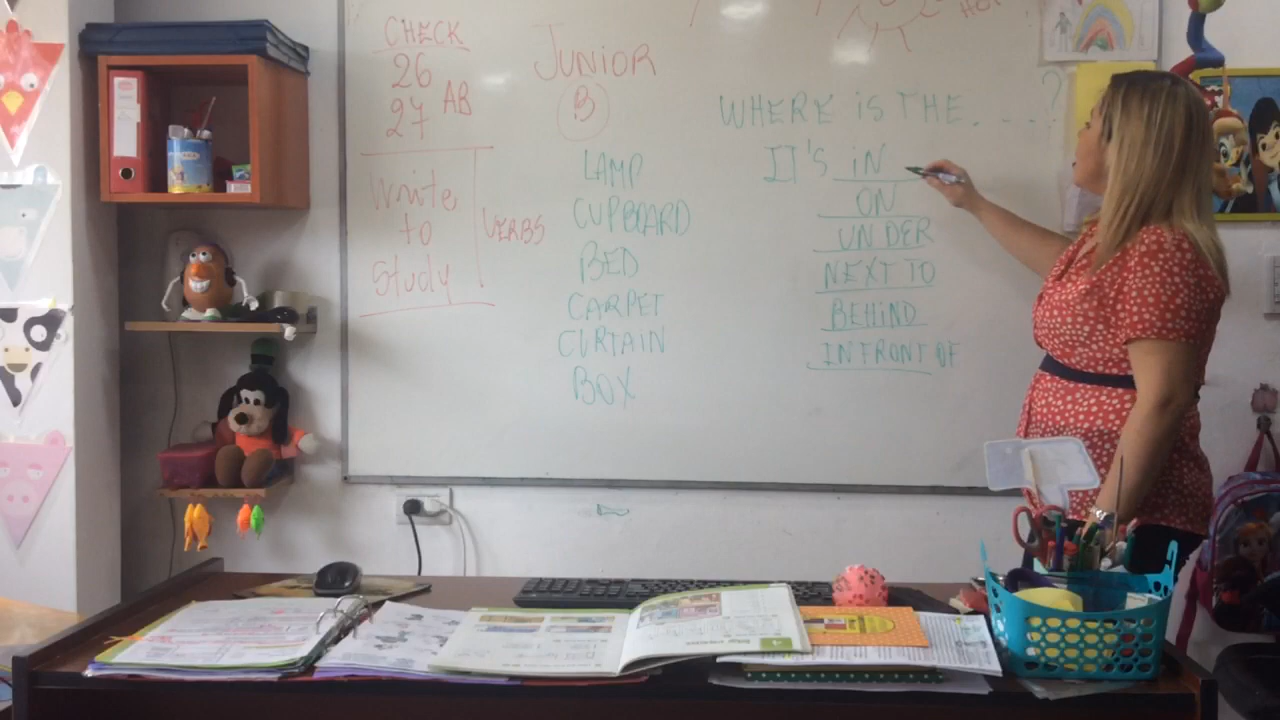 HOT
CHECK
26
27 AB
Write
to
Study
VERBS
JUNIOR
B
LAMP
CUPBOARD
BED
CARPET
CURTAIN
BOX
WHERE iS THE. . . . ?
IT'S iN
ON
UNDER
NEXT TO
BEHiND
IN FRONT OF